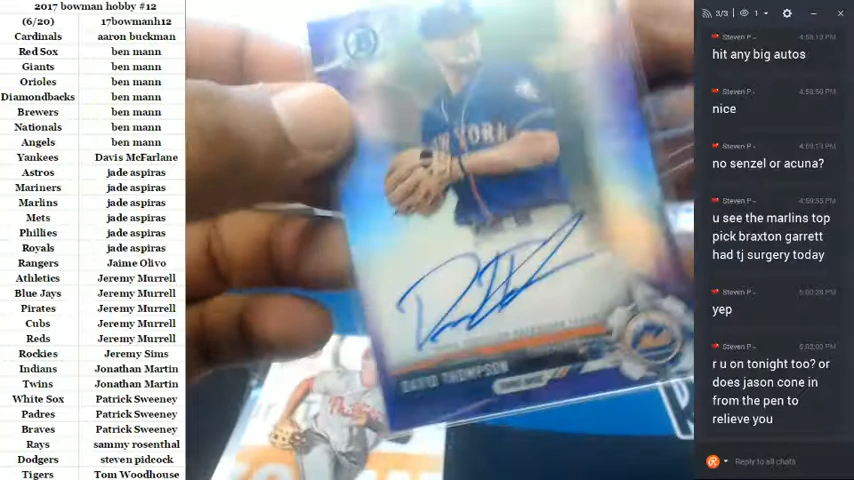 2017 bowman hobby #12
(6/20) 17bowmanh12
Cardinals aaron buckman
Red Sox ben mann
Giants ben mann
Orioles ben mann
Diamondbacks ben mann
Brewers ben mann
Nationals ben mann
Angels ben mann
Yankees Davis McFarlane
Astros jade aspiras
Mariners jade aspiras
Marlins jade aspiras
Mets jade aspiras
Phillies jade aspiras
Royals jade aspiras
Rangers Jaime Olivo
Athletics Jeremy Murrell
Blue Jays Jeremy Murrell
Pirates Jeremy Murrell
Cubs Jeremy Murrell
Reds Jeremy Murrell
Rockies Jeremy Sims
Indians Jonathan Martin
Twins Jonathan Martin
White Sox Patrick Sweeney
Padres Patrick Sweeney
Braves Patrick Sweeney
Rays sammy rosenthal
Dodgers steven pidcock
Tigers Tom Woodhouse
NEW YORK
DAVID THOMPSON
Phillies
3/3 1
Steven P 4:58:13 PM
hit any big autos
Steven P 4:58:50 PM
nice
Steven P 4:59:13 PM
no senzel or acuna?
Steven P 4:59:55 PM
u see the marlins top
pick braxton garrett
had tj surgery today
Steven P 5:00:28 PM
yep
Steven P 5:02:00 PM
r u on tonight too? or
does jason cone in
from the pen to
relieve you
Reply to all chats